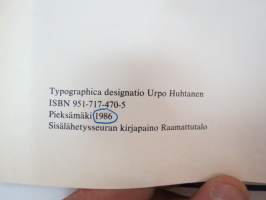 Typographica designatio Urpo Huhtanen
ISBN 951-717-470-5
Pieksämäki 1986
Sisälähetysseuran kirjapaino Raamattutalo